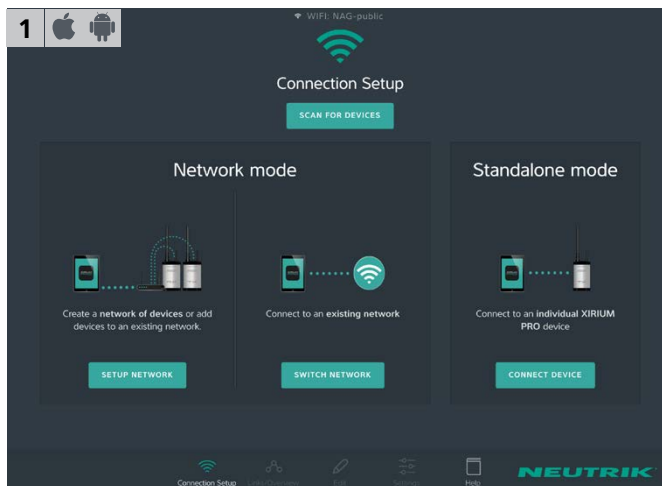 1
WIFI: NAG-public
Connection Setup
SCAN FOR DEVICES
Network mode
Create a network of devices or add
devices to an existing network.
SETUP NETWORK
Connect to an existing network
SWITCH NETWORK
Standalone mode
Connect to an individual XIRIUM
PRO device
CONNECT DEVICE
Connection Setup
Links Overview
Edit
Settings
Help
NEUTRIK